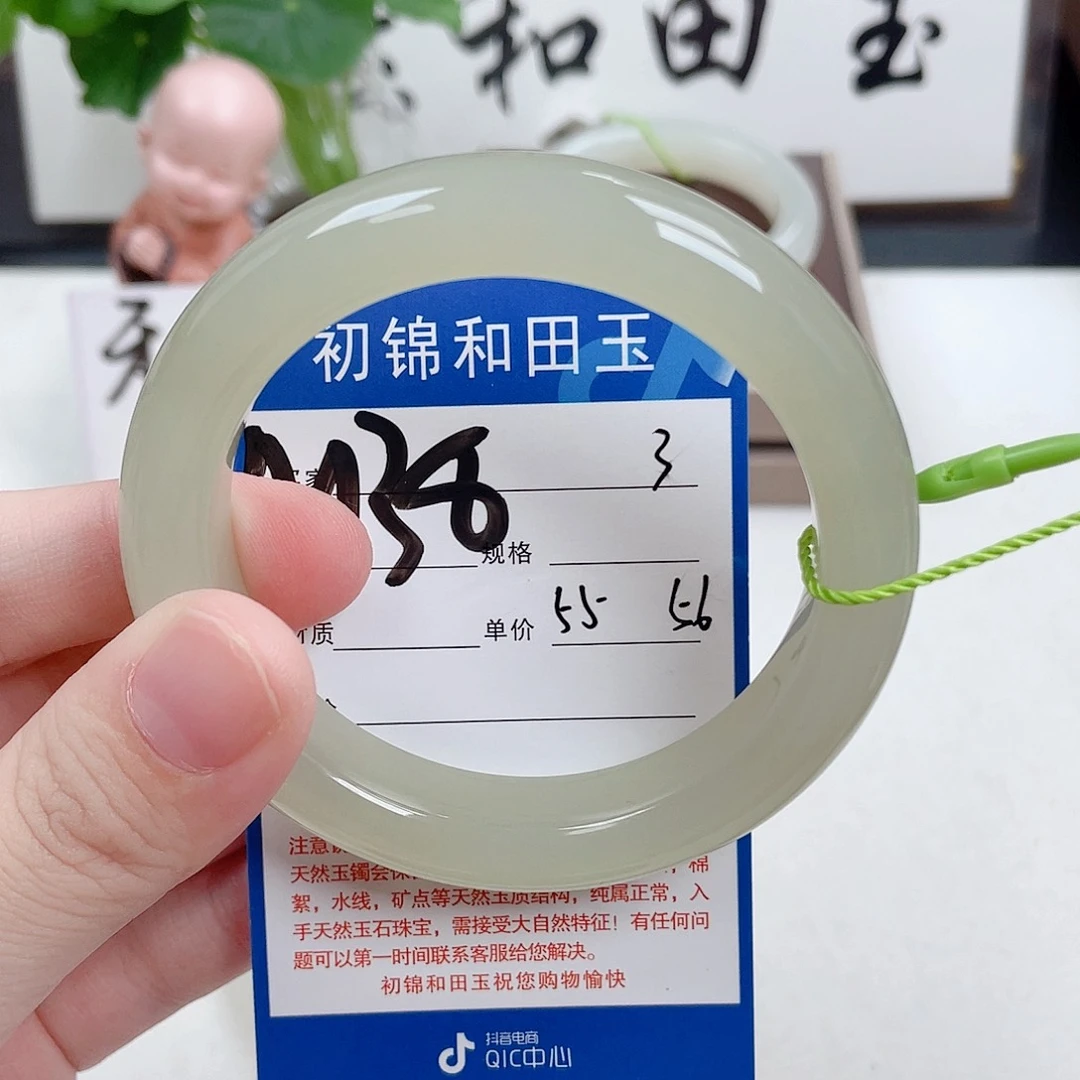 和田玉
初锦和田玉
M38
3
规格
质
单价 55 56
注意
天然玉镯会保 棉
絮，水线，矿点等天然玉质结构，纯属正常，入
手天然玉石珠宝，需接受大自然特征！有任何问
题可以第一时间联系客服给您解决。
初锦和田玉祝您购物愉快
抖音电商
QIC中心